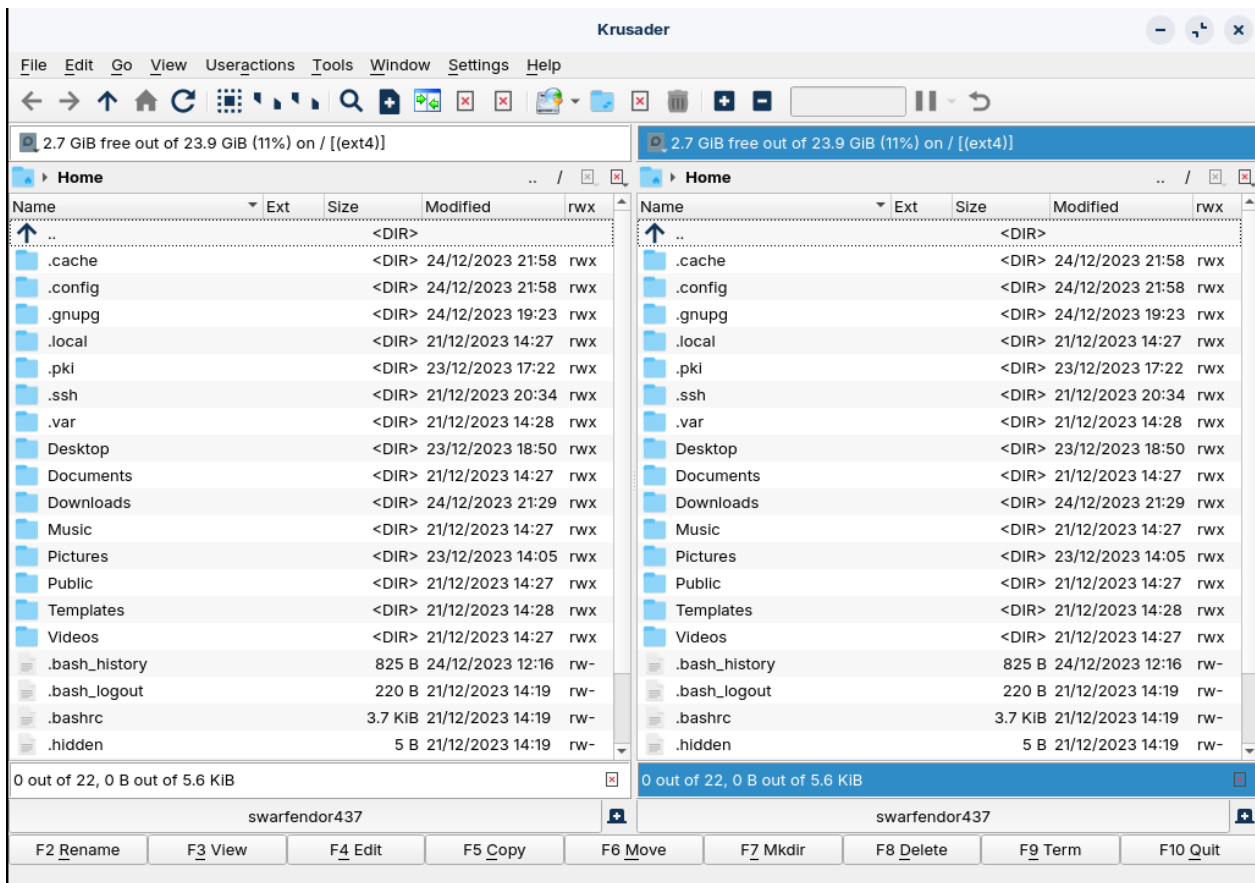 Krusader
File Edit Go View Useractions Tools Window Settings Help
2.7 GiB free out of 23.9 GiB (11%) on / [(ext4)]
Home .. /
Name Ext Size Modified rwx
.. <DIR>
.cache <DIR> 24/12/2023 21:58 rwx
.config <DIR> 24/12/2023 21:58 rwx
.gnupg <DIR> 24/12/2023 19:23 rwx
.local <DIR> 21/12/2023 14:27 rwx
.pki <DIR> 23/12/2023 17:22 rwx
.ssh <DIR> 21/12/2023 20:34 rwx
.var <DIR> 21/12/2023 14:28 rwx
Desktop <DIR> 23/12/2023 18:50 rwx
Documents <DIR> 21/12/2023 14:27 rwx
Downloads <DIR> 24/12/2023 21:29 rwx
Music <DIR> 21/12/2023 14:27 rwx
Pictures <DIR> 23/12/2023 14:05 rwx
Public <DIR> 21/12/2023 14:27 rwx
Templates <DIR> 21/12/2023 14:28 rwx
Videos <DIR> 21/12/2023 14:27 rwx
.bash_history 825 B 24/12/2023 12:16 rw-
.bash_logout 220 B 21/12/2023 14:19 rw-
.bashrc 3.7 KiB 21/12/2023 14:19 rw-
.hidden 5 B 21/12/2023 14:19 rw-
0 out of 22, 0 B out of 5.6 KiB
swarfendor437
2.7 GiB free out of 23.9 GiB (11%) on / [(ext4)]
Home .. /
Name Ext Size Modified rwx
.. <DIR>
.cache <DIR> 24/12/2023 21:58 rwx
.config <DIR> 24/12/2023 21:58 rwx
.gnupg <DIR> 24/12/2023 19:23 rwx
.local <DIR> 21/12/2023 14:27 rwx
.pki <DIR> 23/12/2023 17:22 rwx
.ssh <DIR> 21/12/2023 20:34 rwx
.var <DIR> 21/12/2023 14:28 rwx
Desktop <DIR> 23/12/2023 18:50 rwx
Documents <DIR> 21/12/2023 14:27 rwx
Downloads <DIR> 24/12/2023 21:29 rwx
Music <DIR> 21/12/2023 14:27 rwx
Pictures <DIR> 23/12/2023 14:05 rwx
Public <DIR> 21/12/2023 14:27 rwx
Templates <DIR> 21/12/2023 14:28 rwx
Videos <DIR> 21/12/2023 14:27 rwx
.bash_history 825 B 24/12/2023 12:16 rw-
.bash_logout 220 B 21/12/2023 14:19 rw-
.bashrc 3.7 KiB 21/12/2023 14:19 rw-
.hidden 5 B 21/12/2023 14:19 rw-
0 out of 22, 0 B out of 5.6 KiB
swarfendor437
F2 Rename F3 View F4 Edit F5 Copy F6 Move F7 Mkdir F8 Delete F9 Term F10 Quit